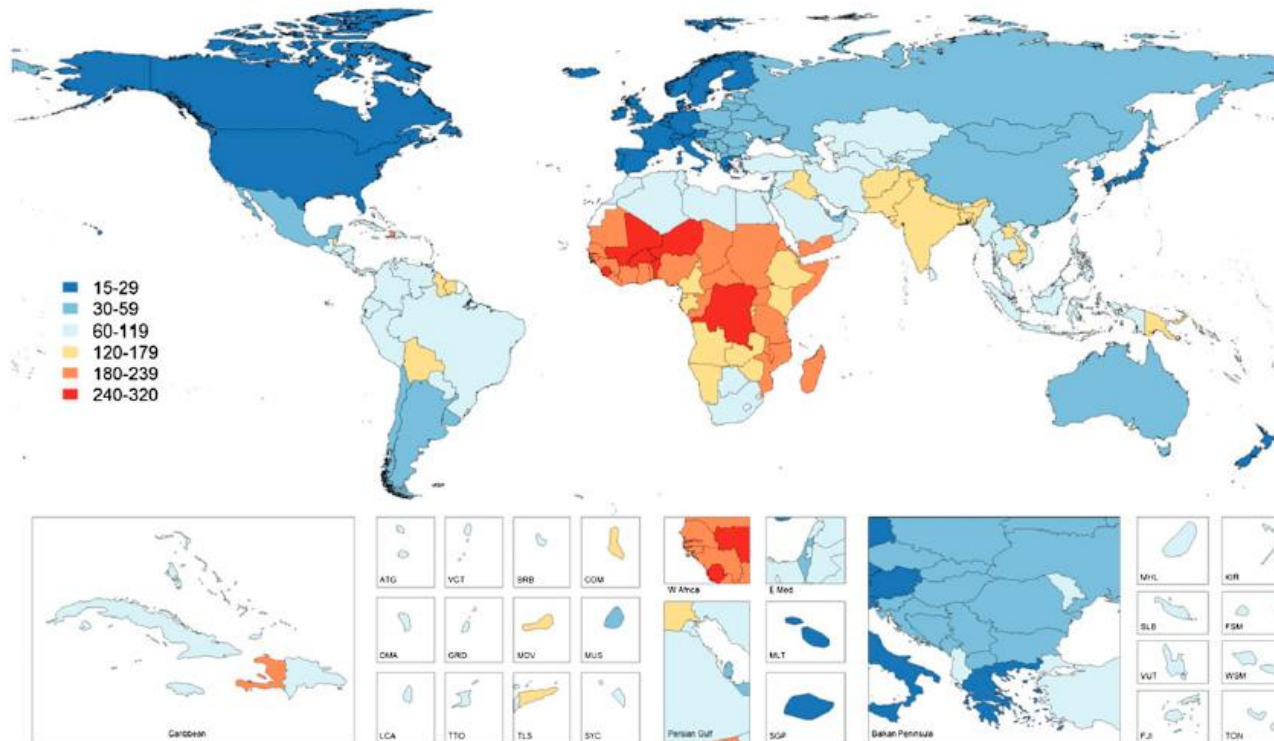 15-29
30-59
60-119
120-179
180-239
240-320
ATG
VCT
BRB
COM
W Africa
E Med
MHL
KIR
DMA
GRD
MDV
MUS
MLT
SLB
FSM
VUT
WSM
LCA
TTO
TLS
SYC
SGP
FJI
TON
Caribbean
Persian Gulf
Balkan Peninsula